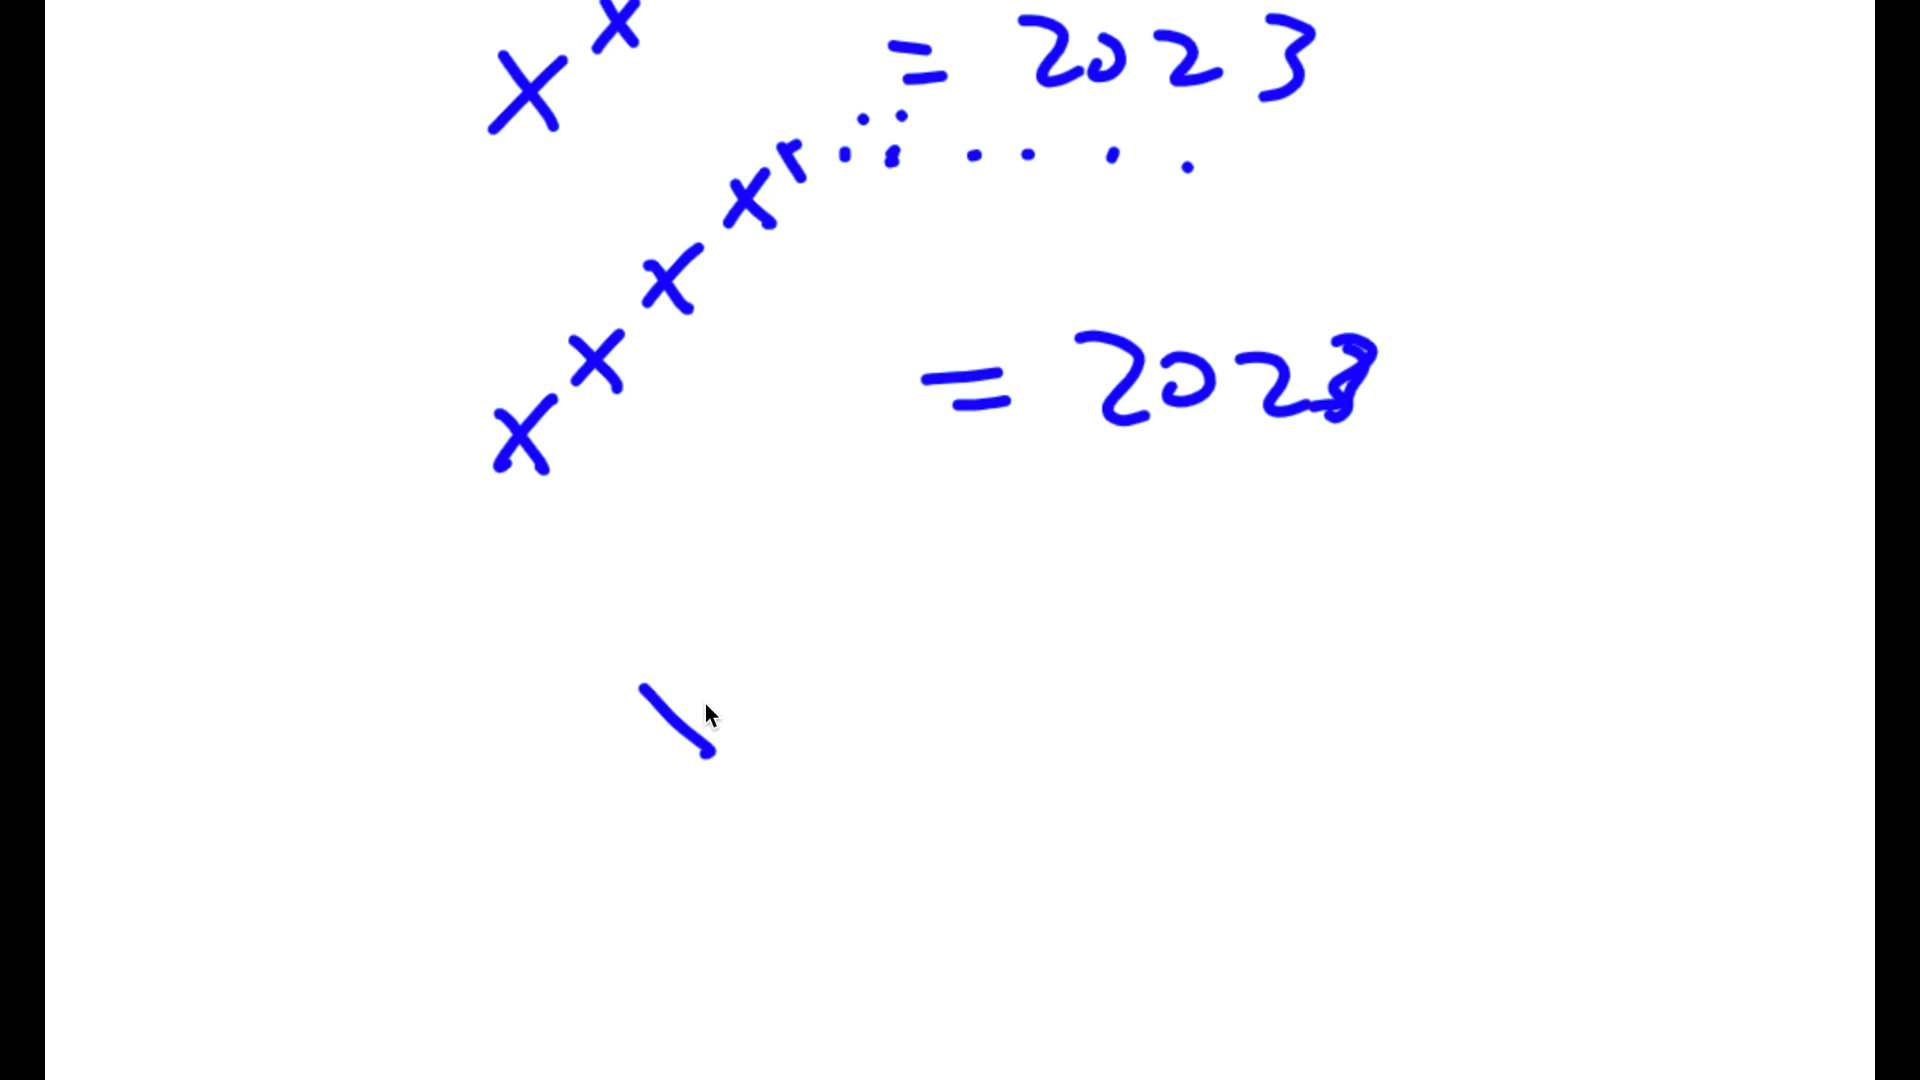 x^x = 2023
x^x^x^x^r.......... = 2023
\